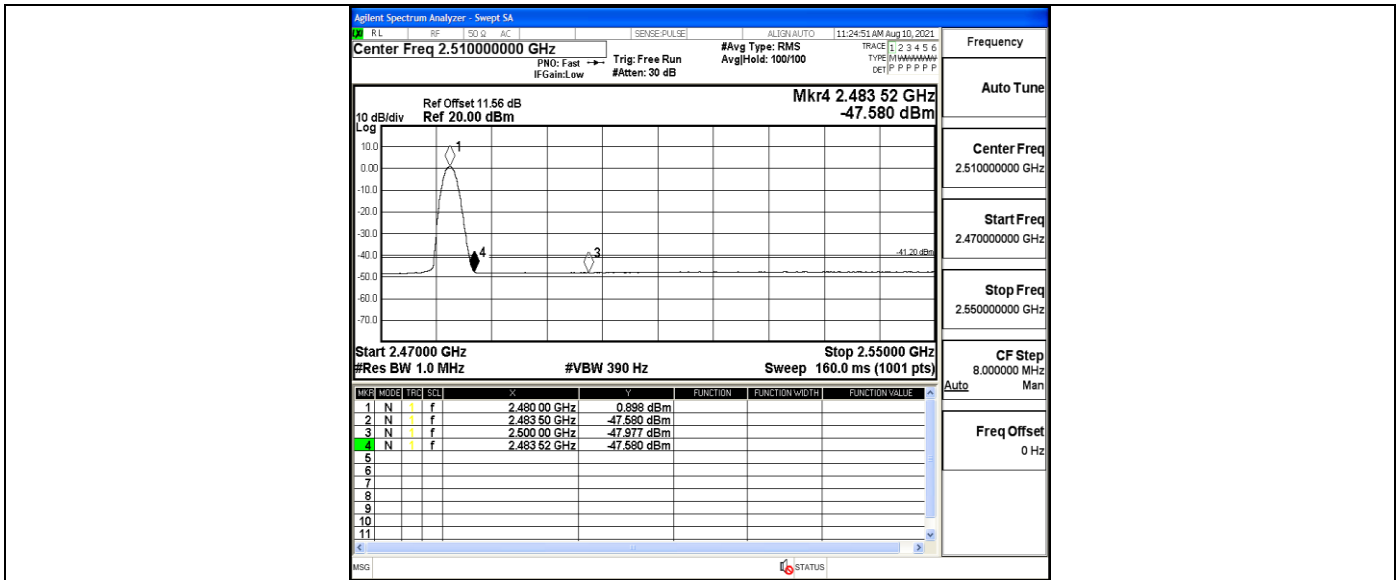 Agilent Spectrum Analyzer - Swept SA
RL RF 50 Ω AC SENSE:PULSE ALIGN AUTO 11:24:51 AM Aug 10, 2021
Center Freq 2.510000000 GHz
PNO: Fast
IFGain:Low
Trig: Free Run
#Atten: 30 dB
#Avg Type: RMS
Avg|Hold: 100/100
TRACE 1 2 3 4 5 6
TYPE M W W W W W
DET P P P P P P
Mkr4 2.483 52 GHz
-47.580 dBm
Ref Offset 11.56 dB
10 dB/div Ref 20.00 dBm
Log
10.0
0.00
-10.0
-20.0
-30.0
-40.0
-50.0
-60.0
-70.0
1
4
3
-41.20 dBm
Start 2.47000 GHz Stop 2.55000 GHz
#Res BW 1.0 MHz #VBW 390 Hz Sweep 160.0 ms (1001 pts)
MKR MODE TRC SCL X Y FUNCTION FUNCTION WIDTH FUNCTION VALUE
1 N 1 f 2.480 00 GHz 0.898 dBm
2 N 1 f 2.483 50 GHz -47.580 dBm
3 N 1 f 2.500 00 GHz -47.977 dBm
4 N 1 f 2.483 52 GHz -47.580 dBm
5
6
7
8
9
10
11
MSG STATUS
Frequency
Auto Tune
Center Freq
2.510000000 GHz
Start Freq
2.470000000 GHz
Stop Freq
2.550000000 GHz
CF Step
8.000000 MHz
Auto Man
Freq Offset
0 Hz